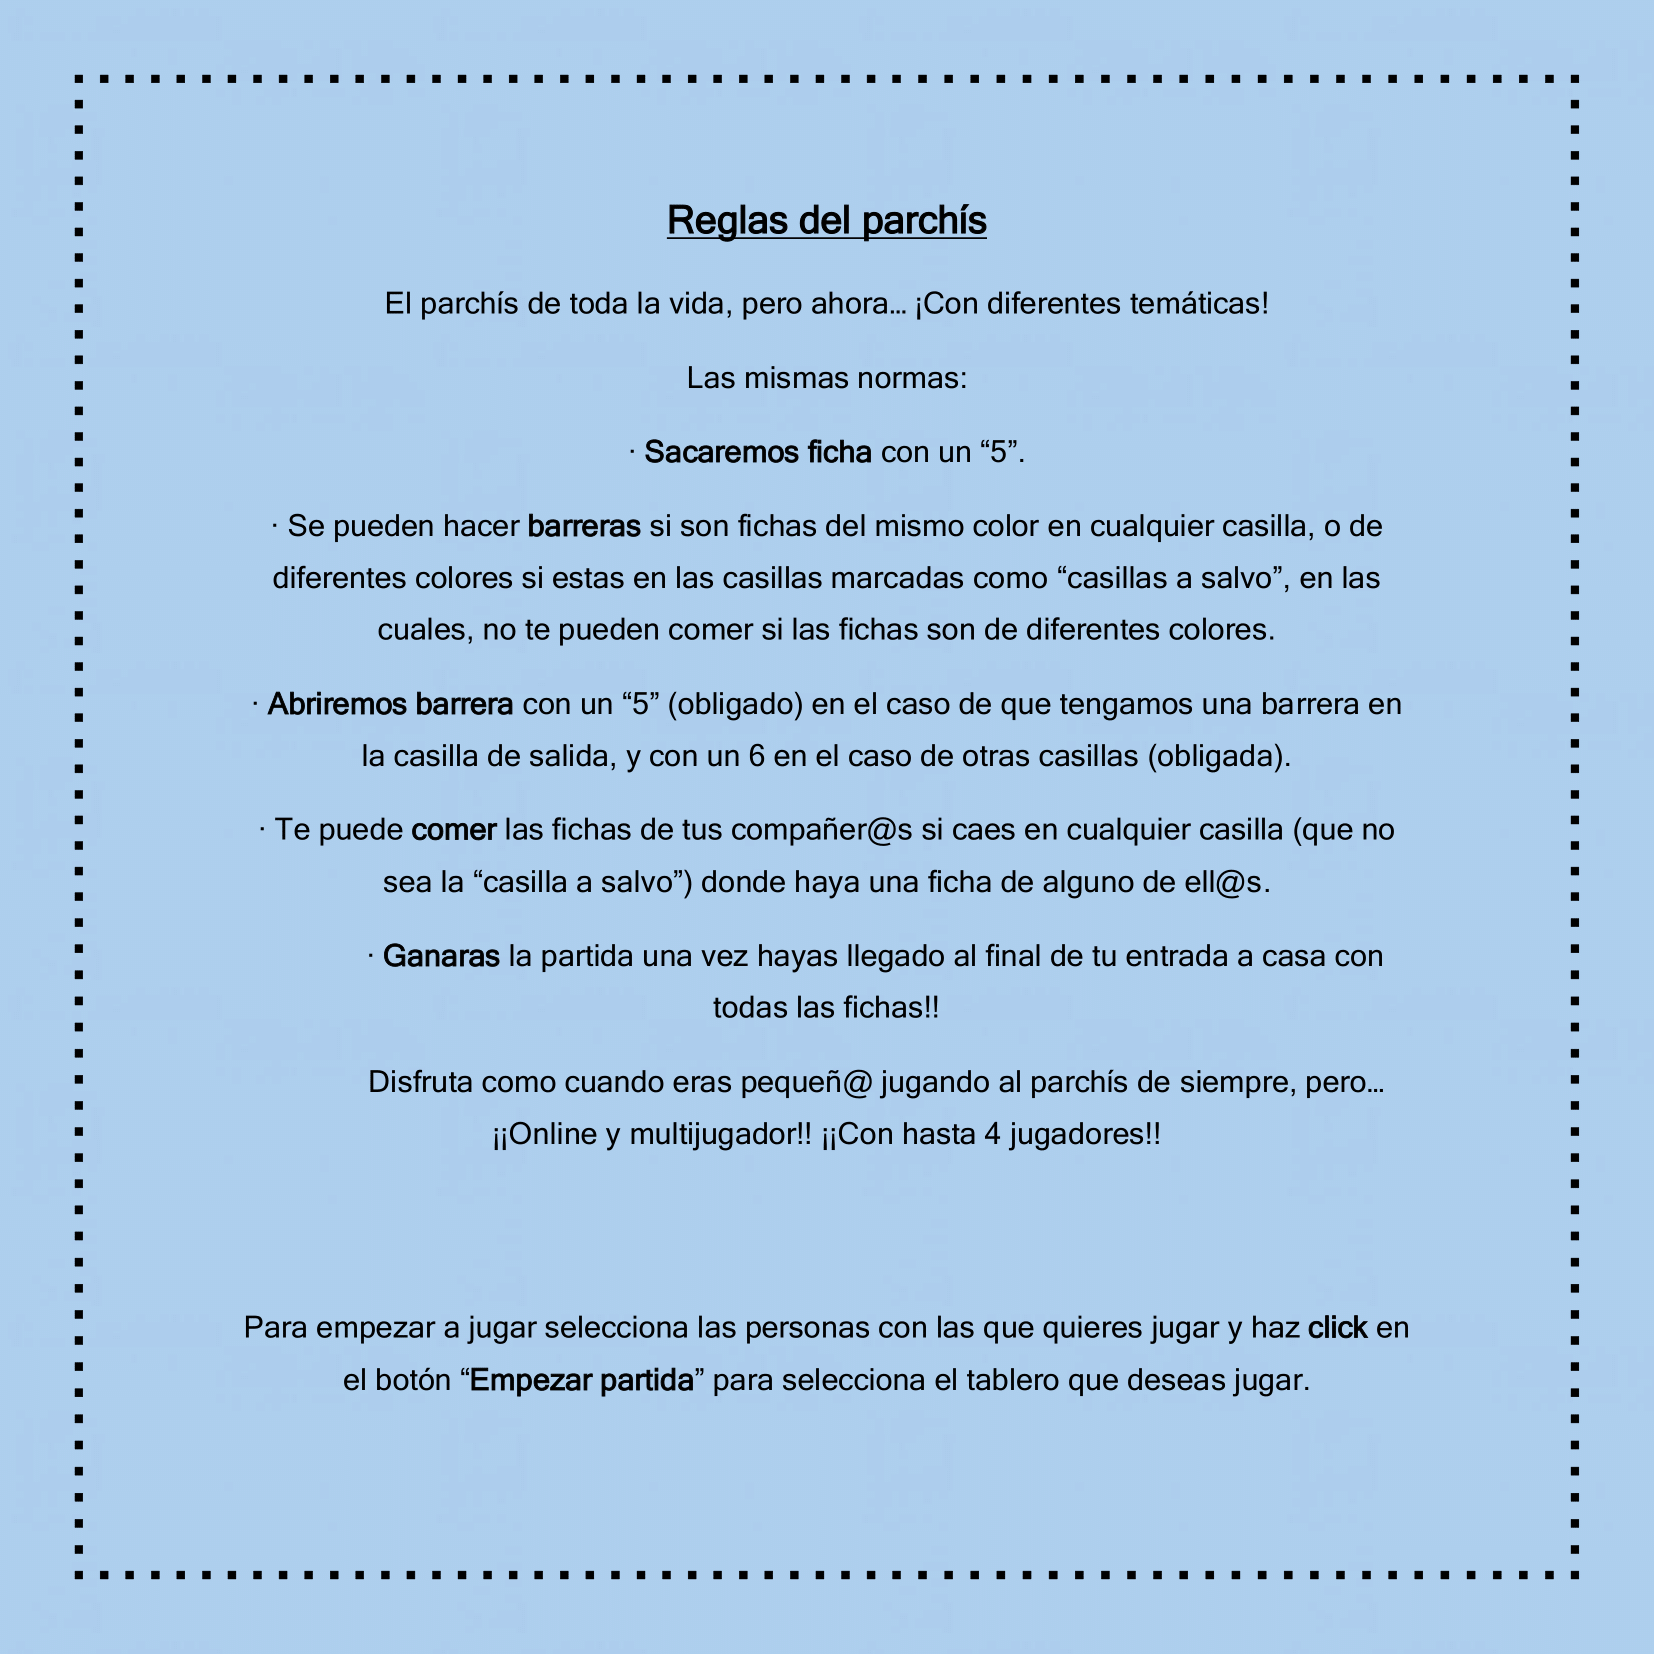 Reglas del parchís
El parchís de toda la vida, pero ahora... ¡Con diferentes temáticas!
Las mismas normas:
· Sacaremos ficha con un “5”.
· Se pueden hacer barreras si son fichas del mismo color en cualquier casilla, o de
diferentes colores si estas en las casillas marcadas como “casillas a salvo”, en las
cuales, no te pueden comer si las fichas son de diferentes colores.
· Abriremos barrera con un “5” (obligado) en el caso de que tengamos una barrera en
la casilla de salida, y con un 6 en el caso de otras casillas (obligada).
· Te puede comer las fichas de tus compañer@s si caes en cualquier casilla (que no
sea la “casilla a salvo”) donde haya una ficha de alguno de ell@s.
· Ganaras la partida una vez hayas llegado al final de tu entrada a casa con
todas las fichas!!
Disfruta como cuando eras pequeñ@ jugando al parchís de siempre, pero...
¡¡Online y multijugador!! ¡¡Con hasta 4 jugadores!!
Para empezar a jugar selecciona las personas con las que quieres jugar y haz click en
el botón “Empezar partida” para selecciona el tablero que deseas jugar.